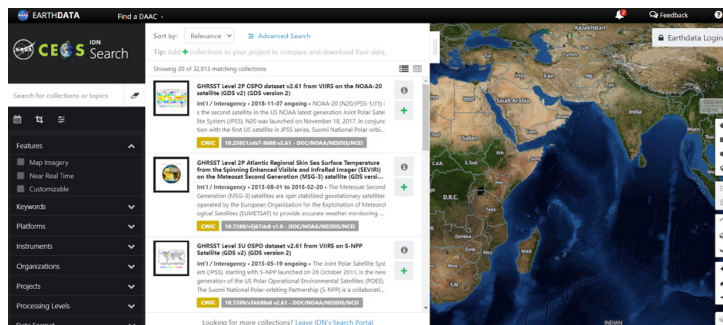 EARTHDATA
Find a DAAC
Feedback
CEOS IDN Search
Search for collections or topics
Features
Map Imagery
Near Real Time
Customizable
Keywords
Platforms
Instruments
Organizations
Projects
Processing Levels
Data Format
Sort by: Relevance
Advanced Search
Tip: Add + collections to your project to compare and download their data.
Showing 20 of 32,913 matching collections
GHRSST Level 2P OSPO dataset v2.61 from VIIRS on the NOAA-20
satellite (GDS v2) (GDS version 2)
Int'l / Interagency • 2018-11-07 ongoing • NOAA-20 (N20/JPSS-1/J1) i
s the second satellite in the US NOAA latest generation Joint Polar Satel
lite System (JPSS). N20 was launched on November 18, 2017. In conjunc
tion with the first US satellite in JPSS series, Suomi National Polar-orbi...
CWIC
GHRSST Level 2P Atlantic Regional Skin Sea Surface Temperature
from the Spinning Enhanced Visible and InfraRed Imager (SEVIRI)
on the Meteosat Second Generation (MSG-3) satellite (GDS versi...
Int'l / Interagency • 2013-08-01 to 2018-02-20 • The Meteosat Second
Generation (MSG-3) satellites are spin stabilized geostationary satellites
operated by the European Organization for the Exploitation of Meteorol
ogical Satellites (EUMETSAT) to provide accurate weather monitoring ...
CWIC
GHRSST Level 3U OSPO dataset v2.61 from VIIRS on S-NPP
Satellite (GDS v2) (GDS version 2)
Int'l / Interagency • 2015-05-19 ongoing • The Joint Polar Satellite Syst
em (JPSS), starting with S-NPP launched on 28 October 2011, is the new
generation of the US Polar Operational Environmental Satellites (POES).
The Suomi National Polar-orbiting Partnership (S-NPP) is a collaborati...
CWIC
Looking for more collections? Leave IDN's Search Portal
Earthdata Login
Kazakhstan
Iran
Saudi Arabia
India
Sudan
D.R.C.
INDIAN